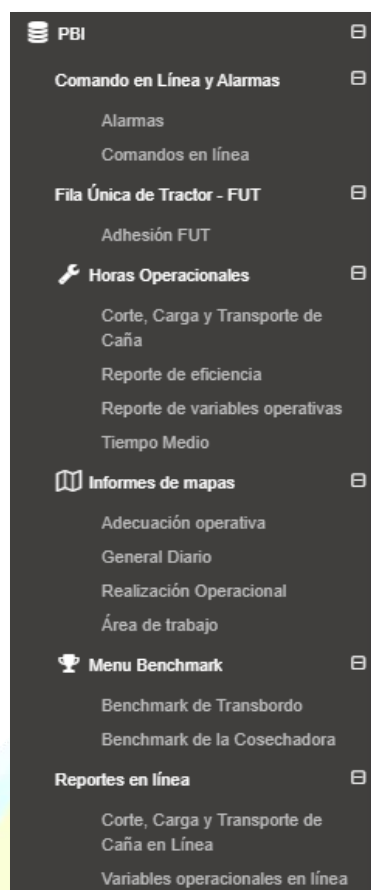 PBI
Comando en Línea y Alarmas
Alarmas
Comandos en línea
Fila Única de Tractor - FUT
Adhesión FUT
Horas Operacionales
Corte, Carga y Transporte de
Caña
Reporte de eficiencia
Reporte de variables operativas
Tiempo Medio
Informes de mapas
Adecuación operativa
General Diario
Realización Operacional
Área de trabajo
Menu Benchmark
Benchmark de Transbordo
Benchmark de la Cosechadora
Reportes en línea
Corte, Carga y Transporte de
Caña en Línea
Variables operacionales en línea